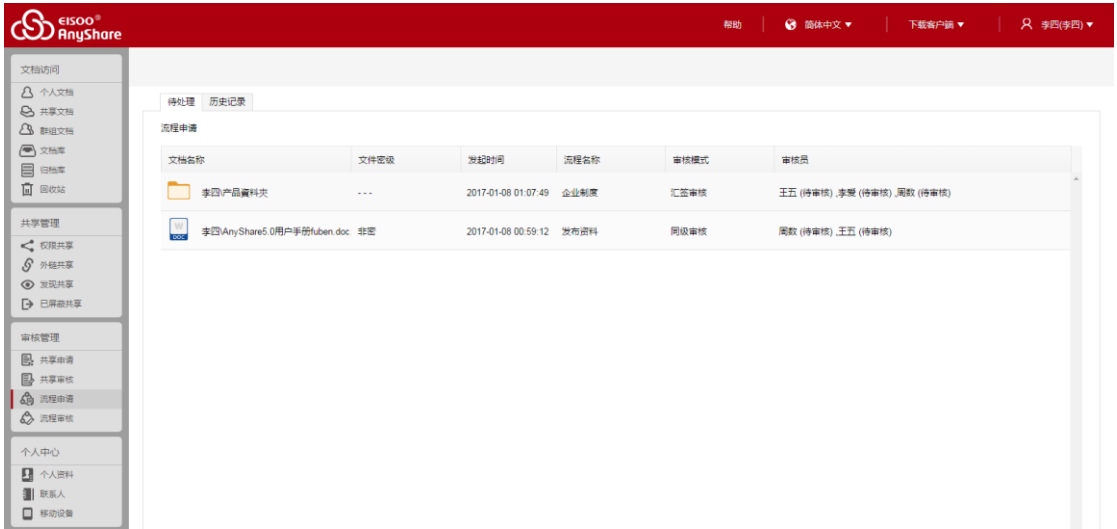 EISOO®
AnyShare
帮助 简体中文 下载客户端 李四(李四)
文档访问
个人文档
共享文档
群组文档
文档库
归档库
回收站
共享管理
权限共享
外链共享
发现共享
已屏蔽共享
审核管理
共享申请
共享审核
流程申请
流程审核
个人中心
个人资料
联系人
移动设备
待处理 历史记录
流程申请
文档名称 文件密级 发起时间 流程名称 审核模式 审核员
李四\产品資料夹 - - - 2017-01-08 01:07:49 企业制度 汇签审核 王五 (待审核) ,李爱 (待审核) ,周数 (待审核)
W
DOC
李四\AnyShare5.0用户手册fuben.doc 非密 2017-01-08 00:59:12 发布资料 同级审核 周数 (待审核) ,王五 (待审核)